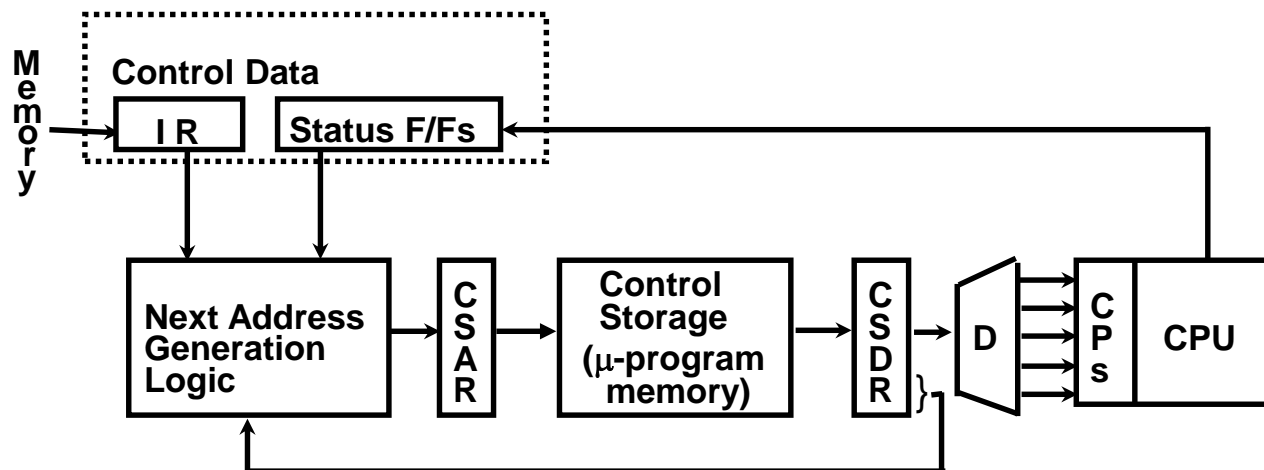 Memory
Control Data
I R
Status F/Fs
Next Address
Generation
Logic
CSAR
Control
Storage
(μ-program
memory)
CSDR
}
D
CPs
CPU